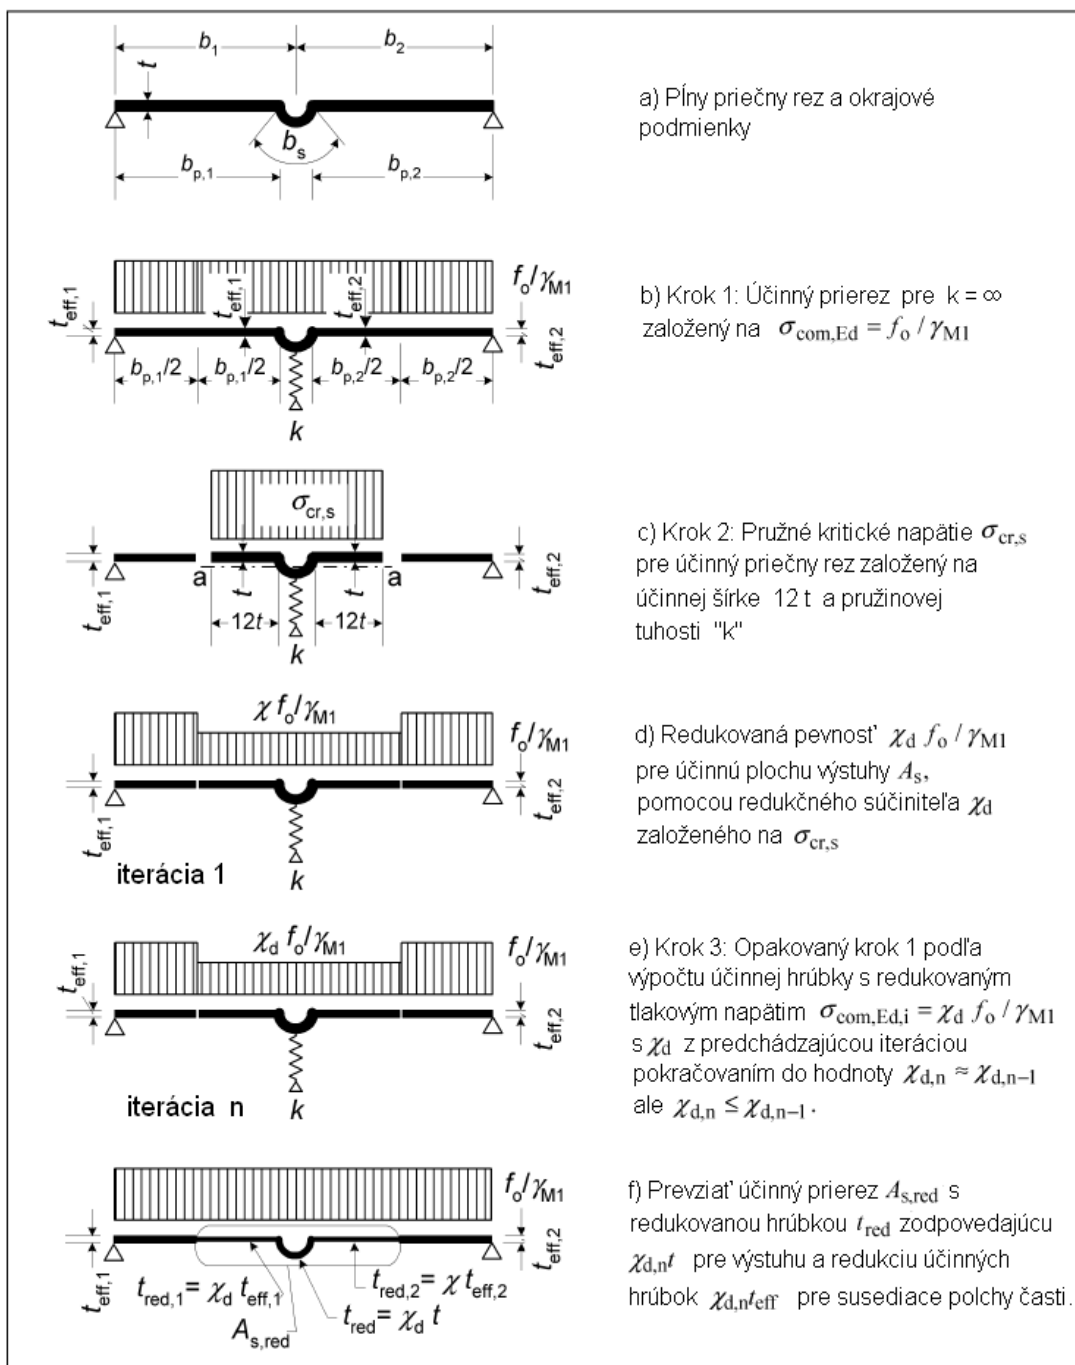 b1
b2
t
bs
bp,1
bp,2
a) Pĺny priečny rez a okrajové
podmienky
teff,1
teff,1
teff,2
fo/γM1
teff,2
bp,1/2
bp,1/2
bp,2/2
bp,2/2
k
b) Krok 1: Účinný prierez pre k = ∞
založený na σcom,Ed = fo / γM1
σcr,s
teff,1
a
t
t
a
teff,2
12t
12t
k
c) Krok 2: Pružné kritické napätie σcr,s
pre účinný priečny rez založený na
účinnej šírke 12 t a pružinovej
tuhosti "k"
χ fo/γM1
fo/γM1
teff,1
teff,2
k
iterácia 1
d) Redukovaná pevnosť χd fo / γM1
pre účinnú plochu výstuhy As,
pomocou redukčného súčiniteľa χd
založeného na σcr,s
χd fo/γM1
fo/γM1
teff,1
teff,2
k
iterácia n
e) Krok 3: Opakovaný krok 1 podľa
výpočtu účinnej hrúbky s redukovaným
tlakovým napätim σcom,Ed,i = χd fo / γM1
s χd z predchádzajúcou iteráciou
pokračovaním do hodnoty χd,n ≈ χd,n−1
ale χd,n ≤ χd,n−1.
fo/γM1
teff,1
teff,2
tred,1 = χd teff,1
tred,2 = χ teff,2
tred = χd t
As,red
f) Prevziať účinný prierez As,red s
redukovanou hrúbkou tred zodpovedajúcu
χd,nt pre výstuhu a redukciu účinných
hrúbok χd,nteff pre susediace polchy časti.